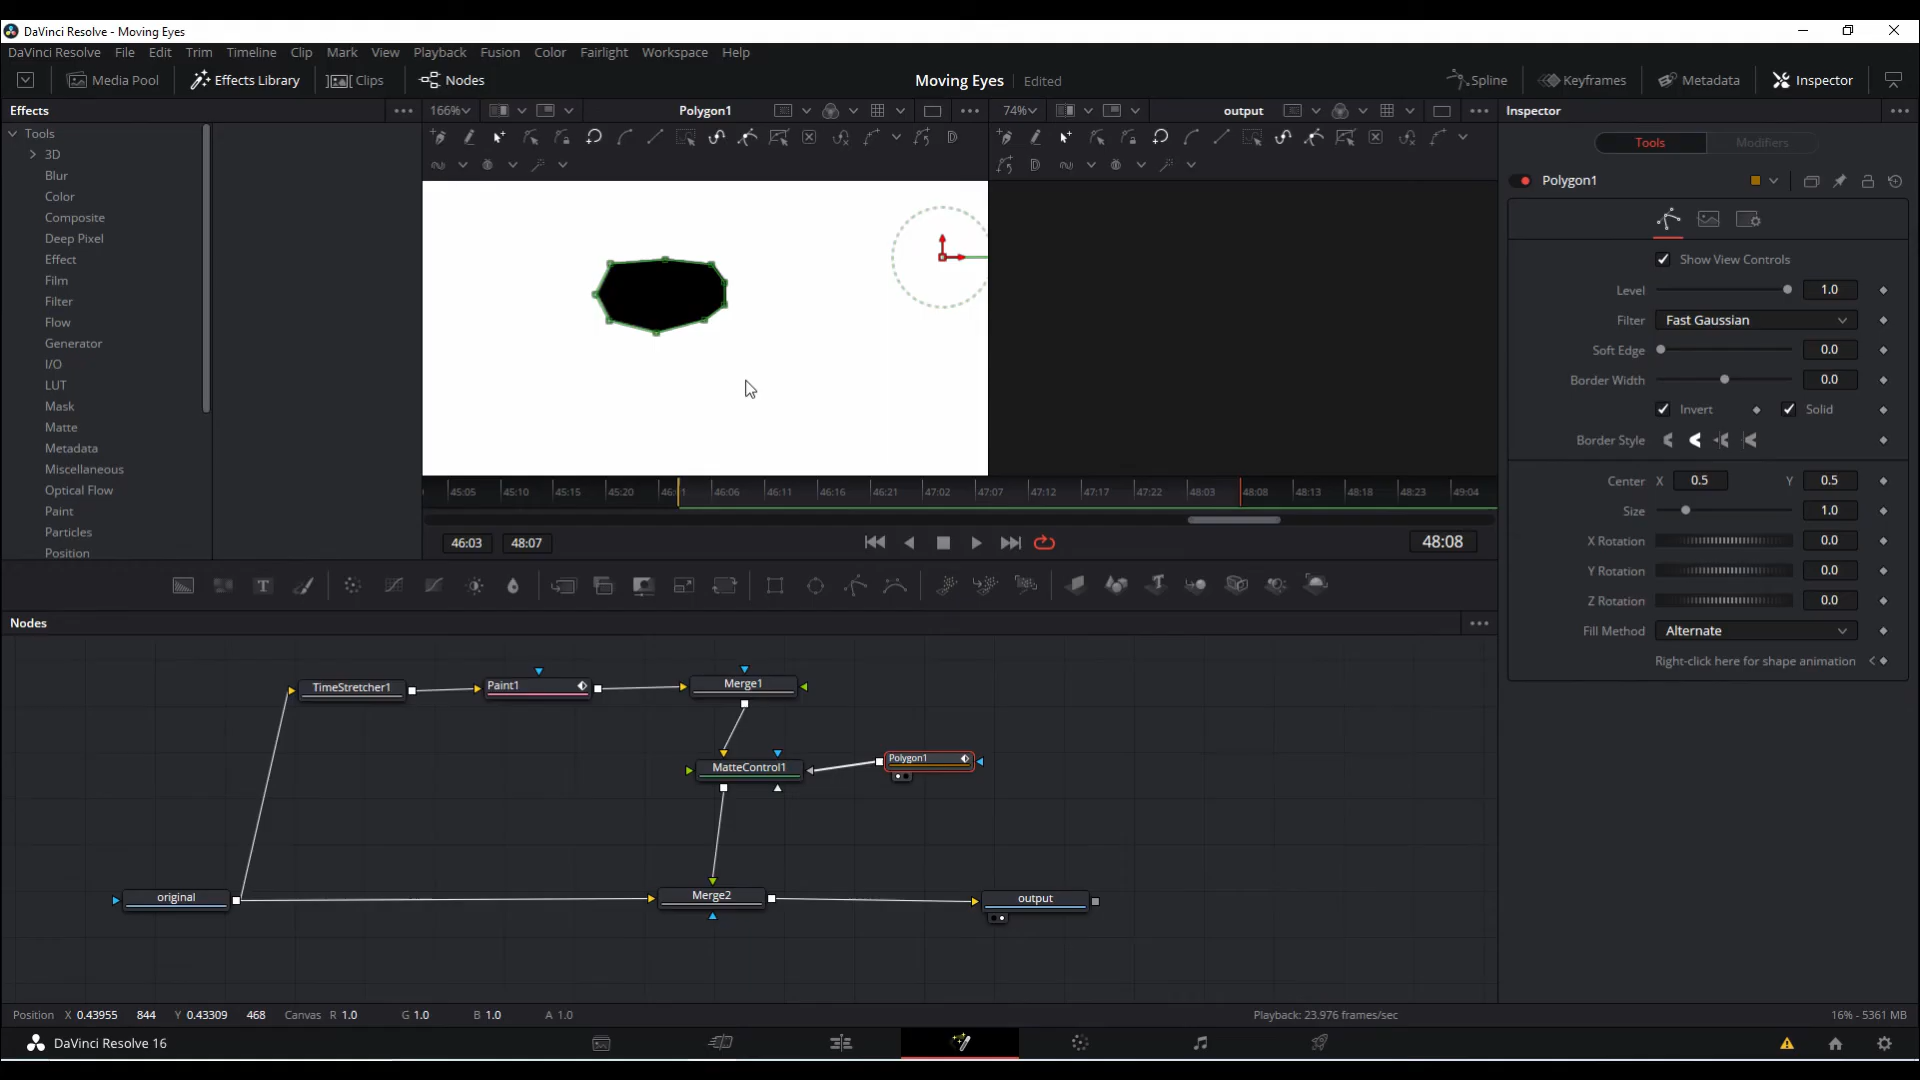 DaVinci Resolve - Moving Eyes
DaVinci Resolve File Edit Trim Timeline Clip Mark View Playback Fusion Color Fairlight Workspace Help
Media Pool Effects Library Clips Nodes Moving Eyes Edited Spline Keyframes Metadata Inspector
Effects 166% Polygon1 74% output Inspector
Tools
3D
Blur
Color
Composite
Deep Pixel
Effect
Film
Filter
Flow
Generator
I/O
LUT
Mask
Matte
Metadata
Miscellaneous
Optical Flow
Paint
Particles
Position
Tools Modifiers
Polygon1
Show View Controls
Level 1.0
Filter Fast Gaussian
Soft Edge 0.0
Border Width 0.0
Invert Solid
Border Style
Center X 0.5 Y 0.5
Size 1.0
X Rotation 0.0
Y Rotation 0.0
Z Rotation 0.0
Fill Method Alternate
Right-click here for shape animation
45:05 45:10 45:15 45:20 46:01 46:06 46:11 46:16 46:21 47:02 47:07 47:12 47:17 47:22 48:03 48:08 48:13 48:18 48:23 49:04
46:03 48:07 48:08
Nodes
TimeStretcher1 Paint1 Merge1
MatteControl1 Polygon1
original Merge2 output
Position X 0.43955 844 Y 0.43309 468 Canvas R 1.0 G 1.0 B 1.0 A 1.0 Playback: 23.976 frames/sec 16% - 5361 MB
DaVinci Resolve 16